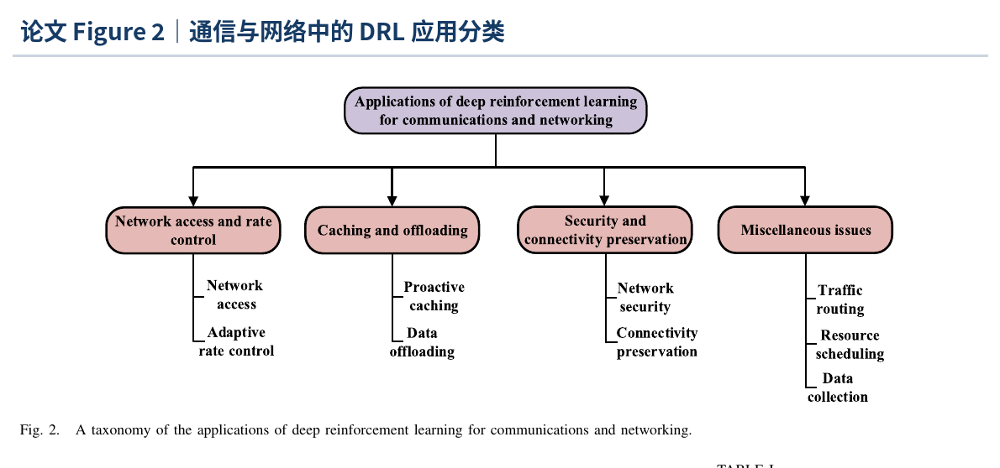 论文 Figure 2｜通信与网络中的 DRL 应用分类
Applications of deep reinforcement learning
for communications and networking
Network access and rate
control
Caching and offloading
Security and
connectivity preservation
Miscellaneous issues
Network
access
Adaptive
rate control
Proactive
caching
Data
offloading
Network
security
Connectivity
preservation
Traffic
routing
Resource
scheduling
Data
collection
Fig. 2. A taxonomy of the applications of deep reinforcement learning for communications and networking.
TABLE I